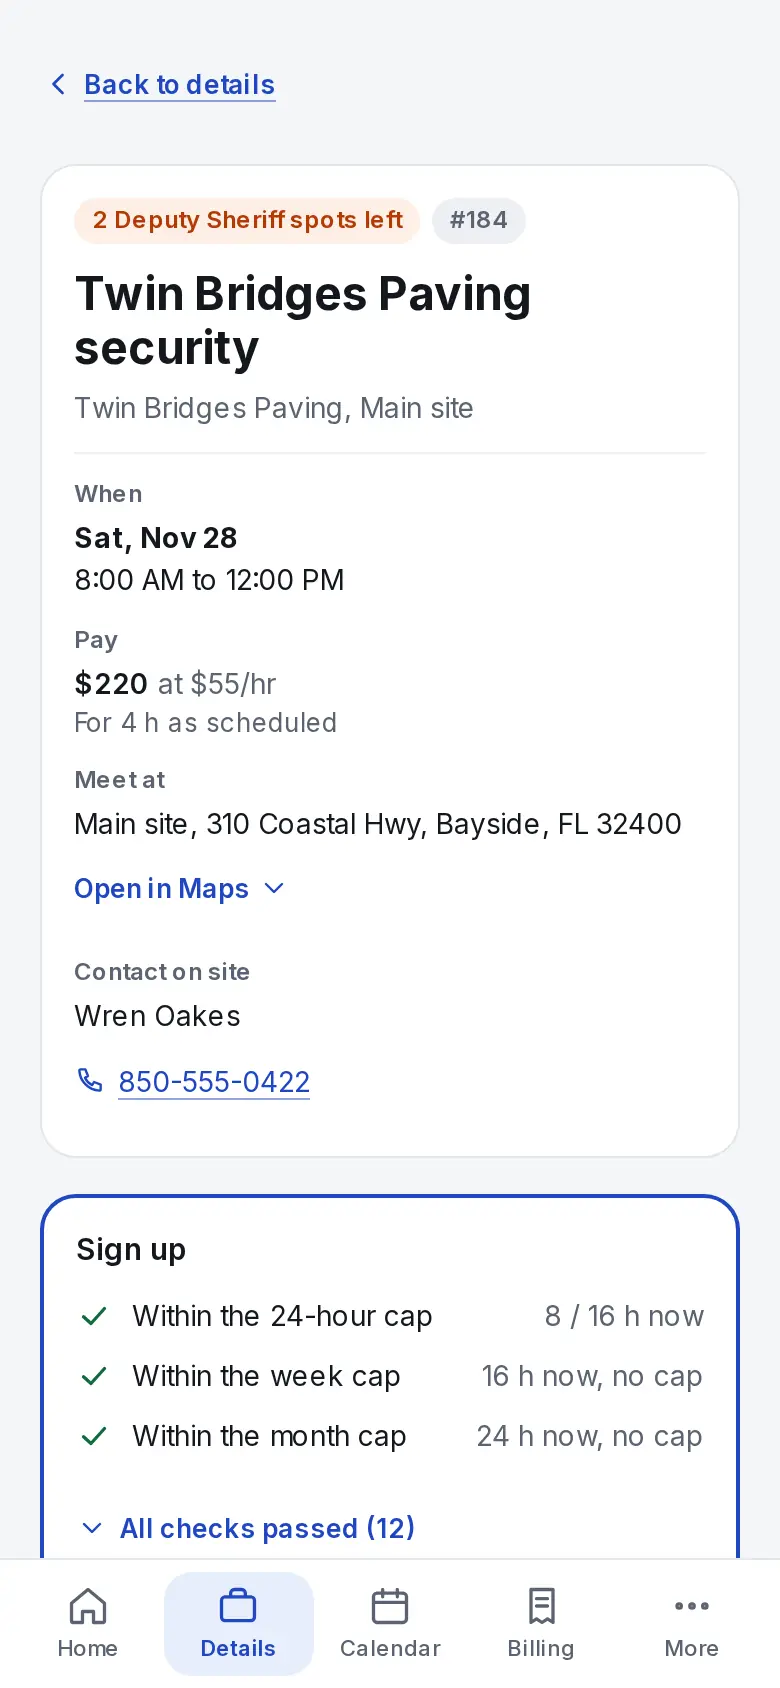 Back to details
2 Deputy Sheriff spots left
#184
Twin Bridges Paving
security
Twin Bridges Paving, Main site
When
Sat, Nov 28
8:00 AM to 12:00 PM
Pay
$220 at $55/hr
For 4 h as scheduled
Meet at
Main site, 310 Coastal Hwy, Bayside, FL 32400
Open in Maps
Contact on site
Wren Oakes
850-555-0422
Sign up
Within the 24-hour cap 8 / 16 h now
Within the week cap 16 h now, no cap
Within the month cap 24 h now, no cap
All checks passed (12)
Home Details Calendar Billing More